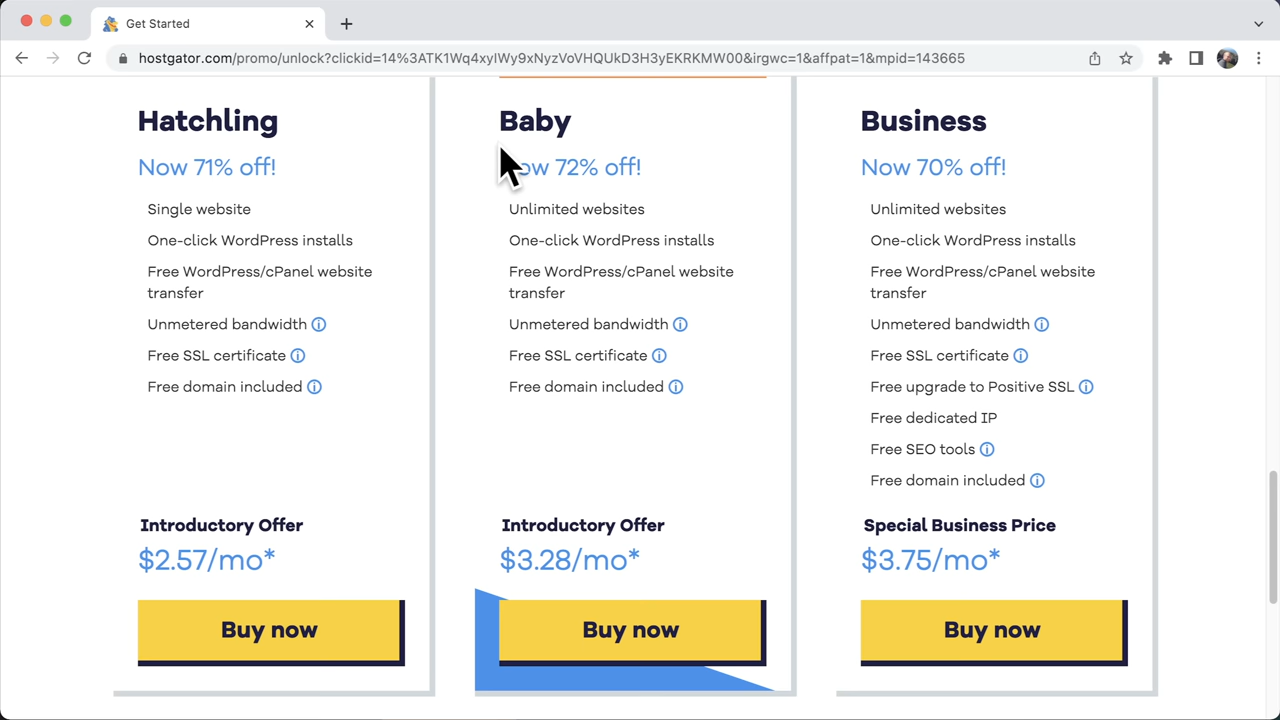 Get Started
hostgator.com/promo/unlock?clickid=14%3ATK1Wq4xyIWy9xNyzVoVHQUkD3H3yEKRKMW00&irgwc=1&affpat=1&mpid=143665
Hatchling
Now 71% off!
Single website
One-click WordPress installs
Free WordPress/cPanel website
transfer
Unmetered bandwidth
Free SSL certificate
Free domain included
Introductory Offer
$2.57/mo*
Buy now
Baby
Now 72% off!
Unlimited websites
One-click WordPress installs
Free WordPress/cPanel website
transfer
Unmetered bandwidth
Free SSL certificate
Free domain included
Introductory Offer
$3.28/mo*
Buy now
Business
Now 70% off!
Unlimited websites
One-click WordPress installs
Free WordPress/cPanel website
transfer
Unmetered bandwidth
Free SSL certificate
Free upgrade to Positive SSL
Free dedicated IP
Free SEO tools
Free domain included
Special Business Price
$3.75/mo*
Buy now